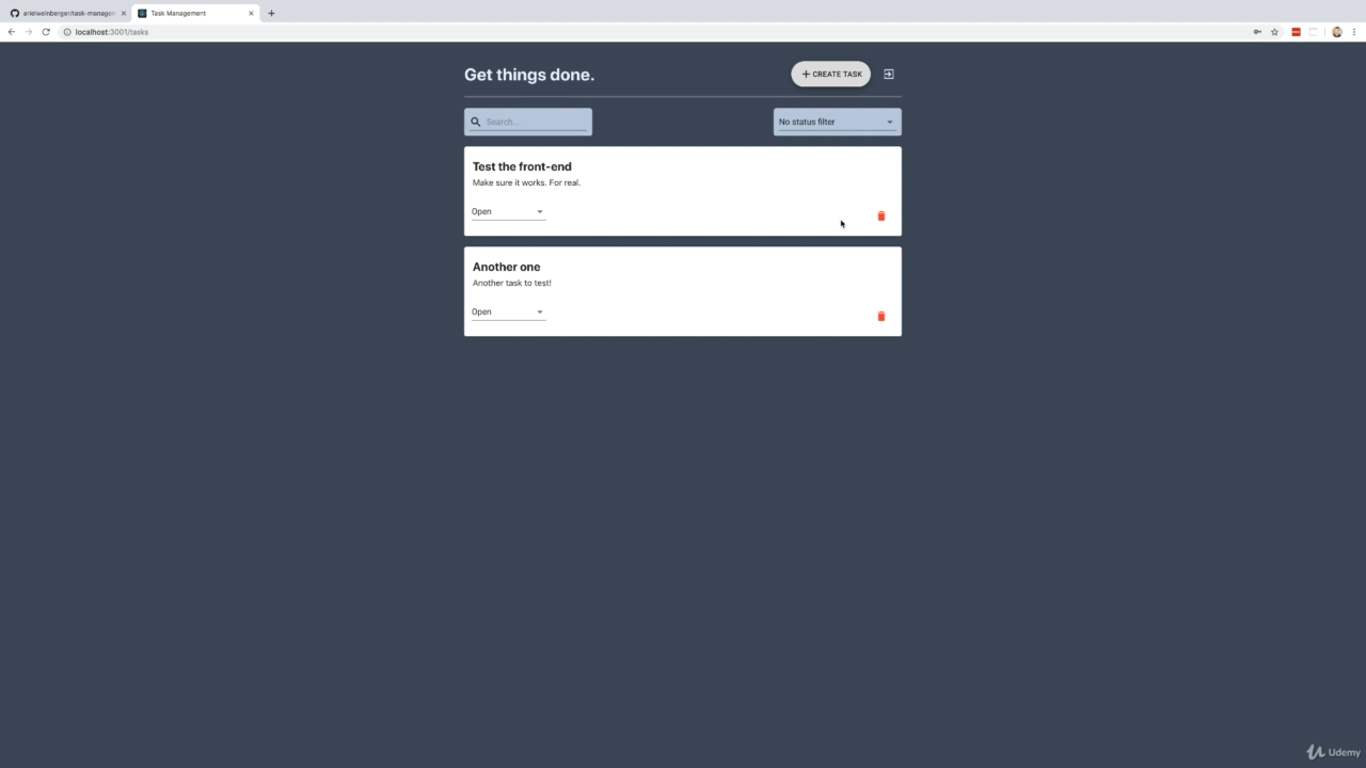 arielweinberger/task-manager
Task Management
localhost:3001/tasks
Get things done.
CREATE TASK
Search...
No status filter
Test the front-end
Make sure it works. For real.
Open
Another one
Another task to test!
Open
Udemy